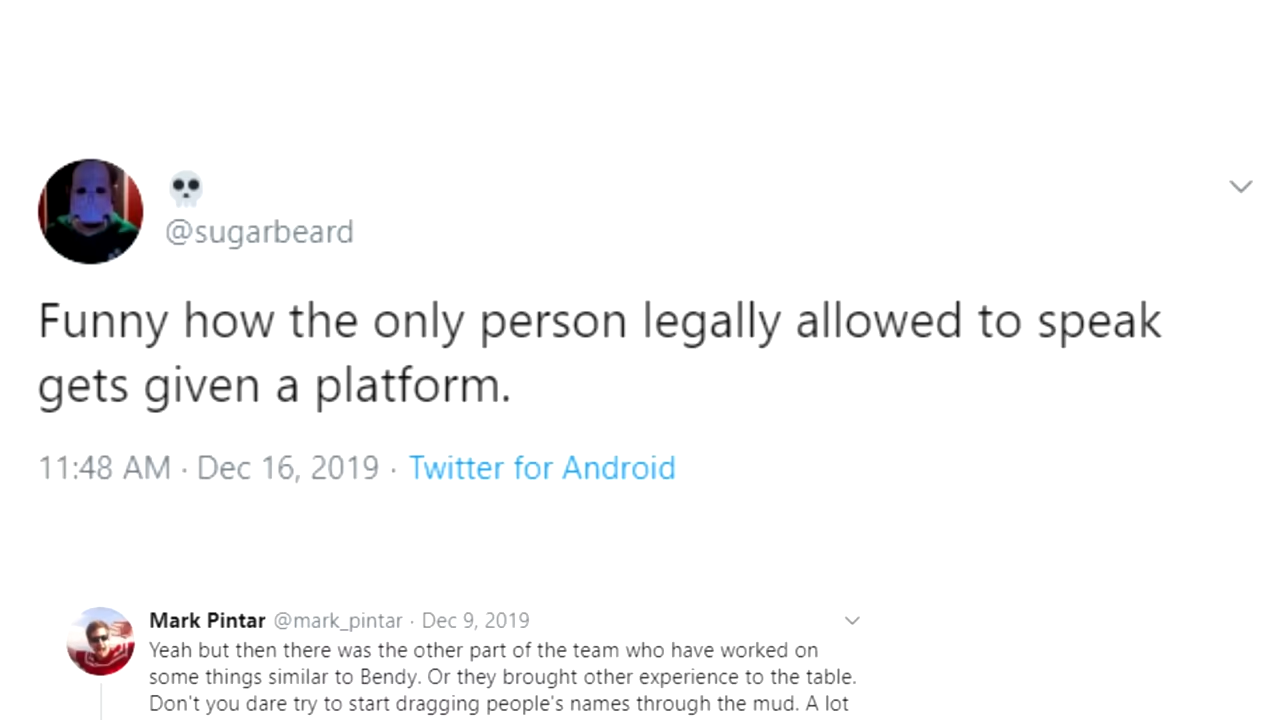 💀
@sugarbeard
Funny how the only person legally allowed to speak
gets given a platform.
11:48 AM · Dec 16, 2019 · Twitter for Android
Mark Pintar @mark_pintar · Dec 9, 2019
Yeah but then there was the other part of the team who have worked on
some things similar to Bendy. Or they brought other experience to the table.
Don't you dare try to start dragging people's names through the mud. A lot